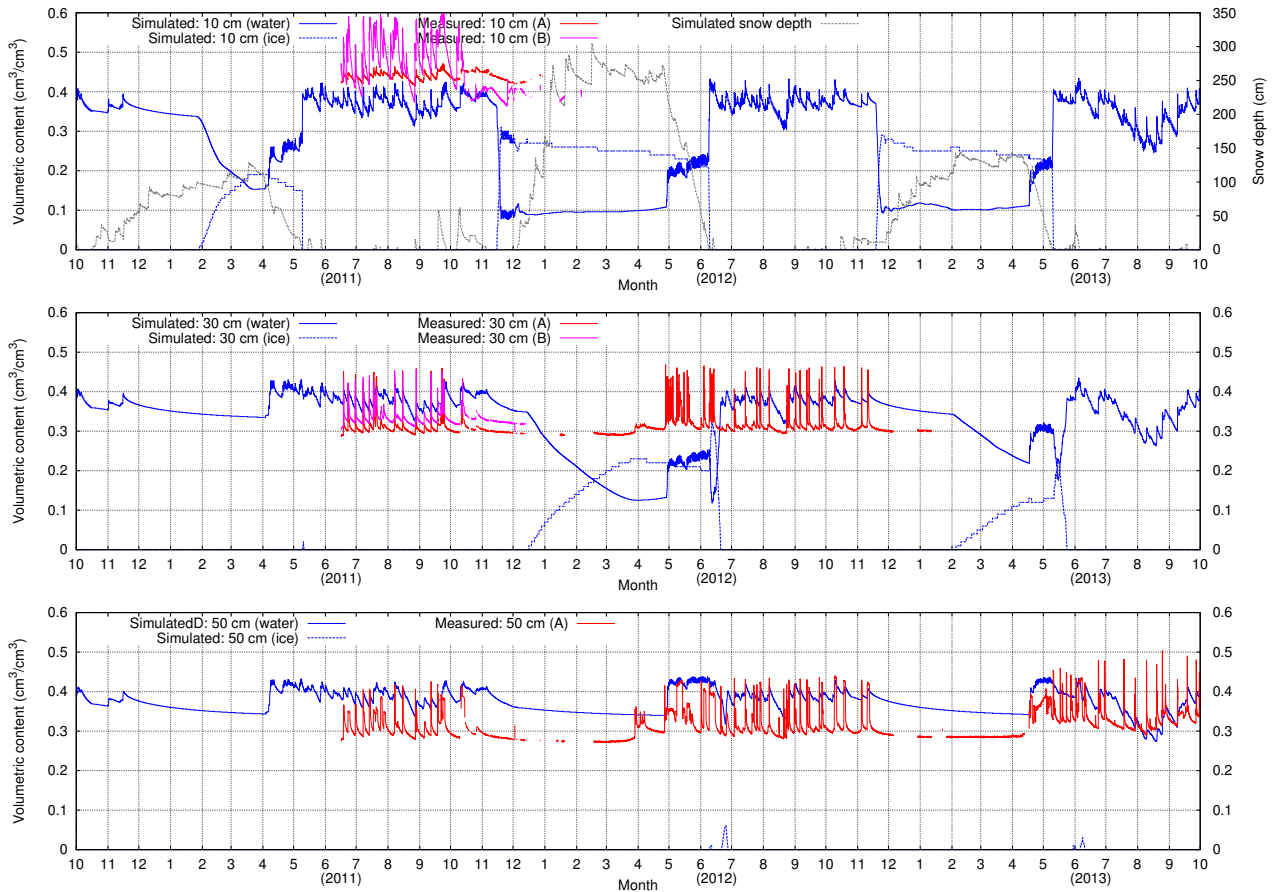 Simulated: 10 cm (water) Measured: 10 cm (A) Simulated snow depth
Simulated: 10 cm (ice) Measured: 10 cm (B)
0.6 350
300
0.5
250
0.4
200
0.3
150
0.2
100
0.1
50
0 0
Volumetric content (cm³/cm³)
Snow depth (cm)
10 11 12 1 2 3 4 5 6 7 8 9 10 11 12 1 2 3 4 5 6 7 8 9 10 11 12 1 2 3 4 5 6 7 8 9 10
(2011) (2012) (2013)
Month
Simulated: 30 cm (water) Measured: 30 cm (A)
Simulated: 30 cm (ice) Measured: 30 cm (B)
0.6 0.6
0.5 0.5
0.4 0.4
0.3 0.3
0.2 0.2
0.1 0.1
0 0
Volumetric content (cm³/cm³)
10 11 12 1 2 3 4 5 6 7 8 9 10 11 12 1 2 3 4 5 6 7 8 9 10 11 12 1 2 3 4 5 6 7 8 9 10
(2011) (2012) (2013)
Month
SimulatedD: 50 cm (water) Measured: 50 cm (A)
Simulated: 50 cm (ice)
0.6 0.6
0.5 0.5
0.4 0.4
0.3 0.3
0.2 0.2
0.1 0.1
0 0
Volumetric content (cm³/cm³)
10 11 12 1 2 3 4 5 6 7 8 9 10 11 12 1 2 3 4 5 6 7 8 9 10 11 12 1 2 3 4 5 6 7 8 9 10
(2011) (2012) (2013)
Month